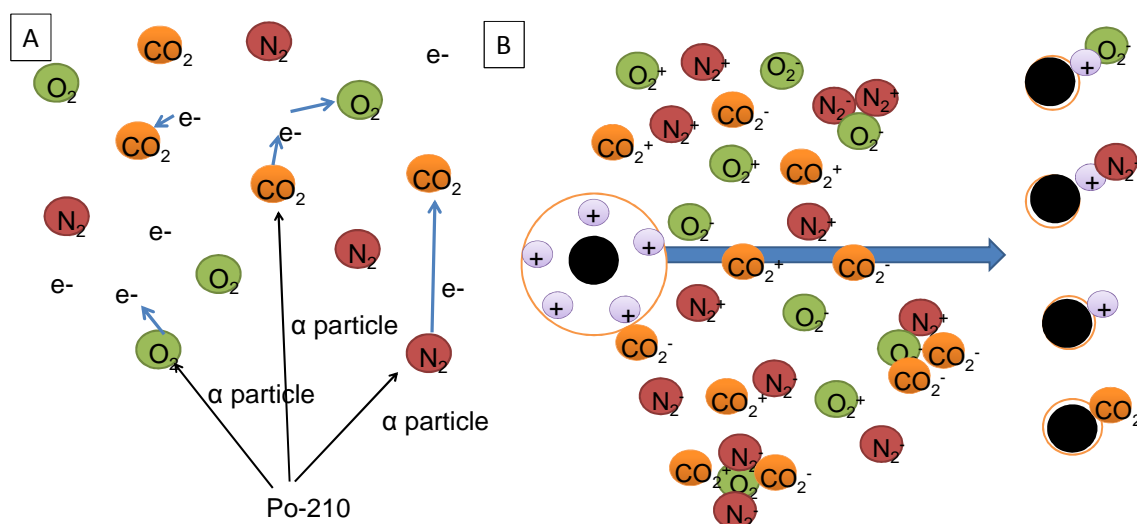 A
CO₂
N₂
e-
O₂
O₂
e-
e-
CO₂
CO₂
CO₂
N₂
e-
N₂
O₂
e-
e-
e-
α particle
O₂
N₂
α particle
α particle
Po-210
B
O₂⁺
N₂⁺
O₂⁻
CO₂⁻
N₂⁻
N₂⁺
N₂⁺
O₂⁻
CO₂⁺
O₂⁺
CO₂⁺
+
+
+
+
+
O₂⁻
N₂⁺
CO₂⁺
CO₂⁻
N₂⁺
O₂⁻
CO₂⁻
N₂⁺
O₂⁻
CO₂⁻
CO₂⁻
N₂⁻
CO₂⁺
N₂⁻
O₂⁺
N₂⁻
CO₂⁺
N₂⁻
O₂
CO₂⁻
N₂⁻
+
O₂⁻
+
N₂⁻
+
CO₂